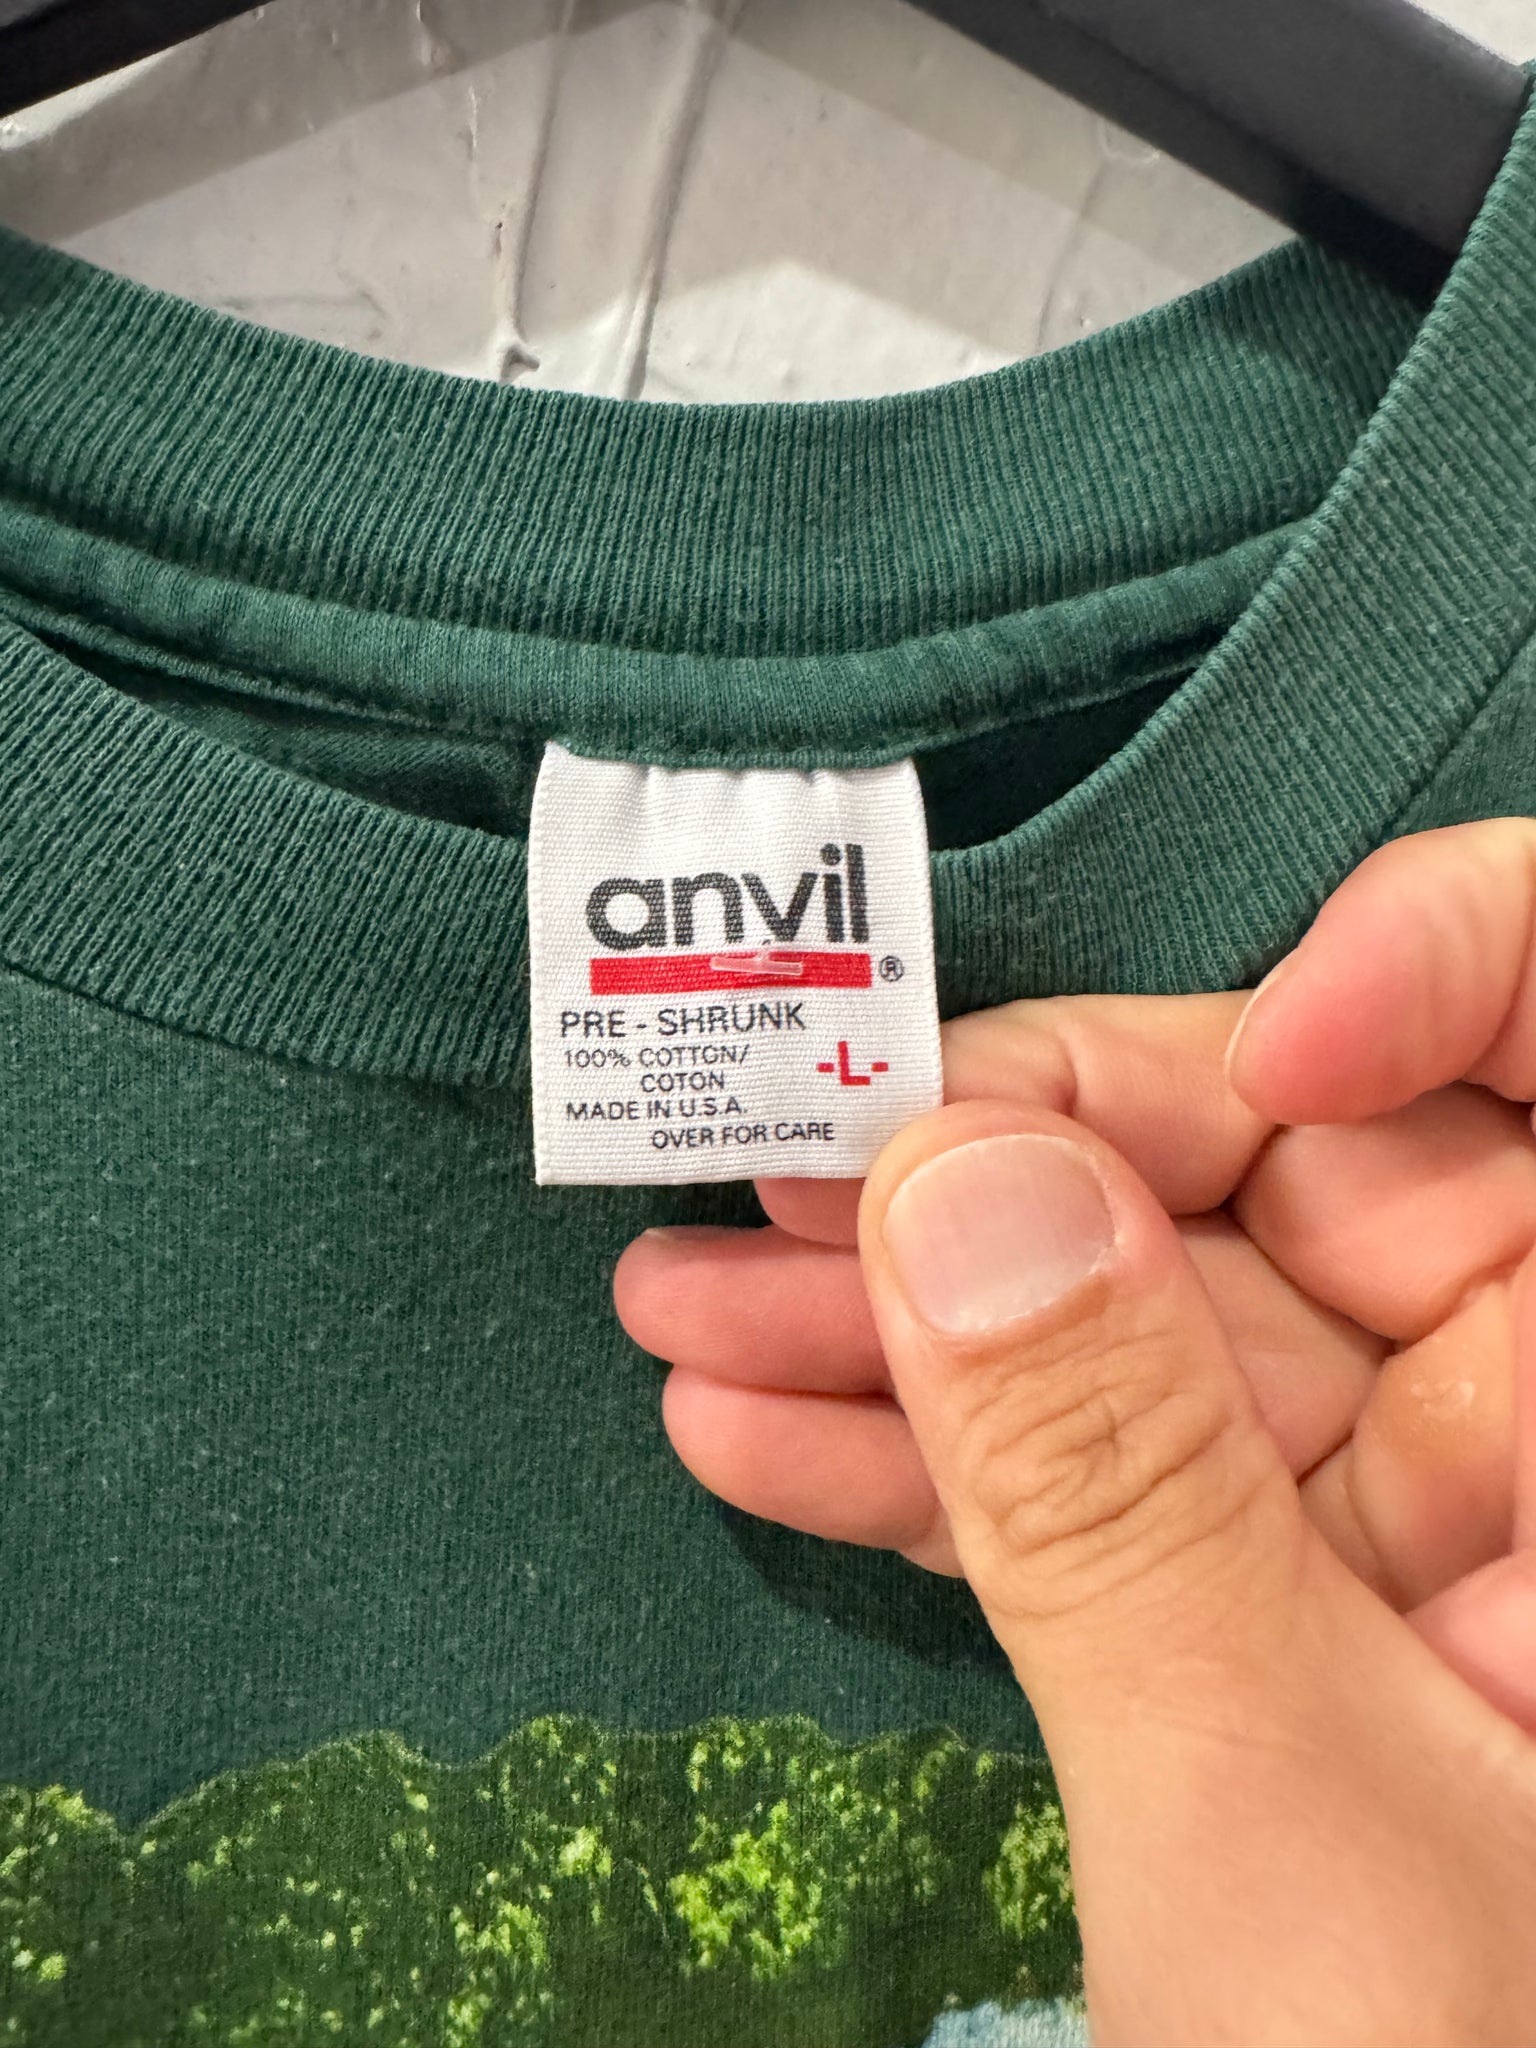 anvil
®
PRE - SHRUNK
100% COTTON/
COTON
-L-
MADE IN U.S.A.
OVER FOR CARE